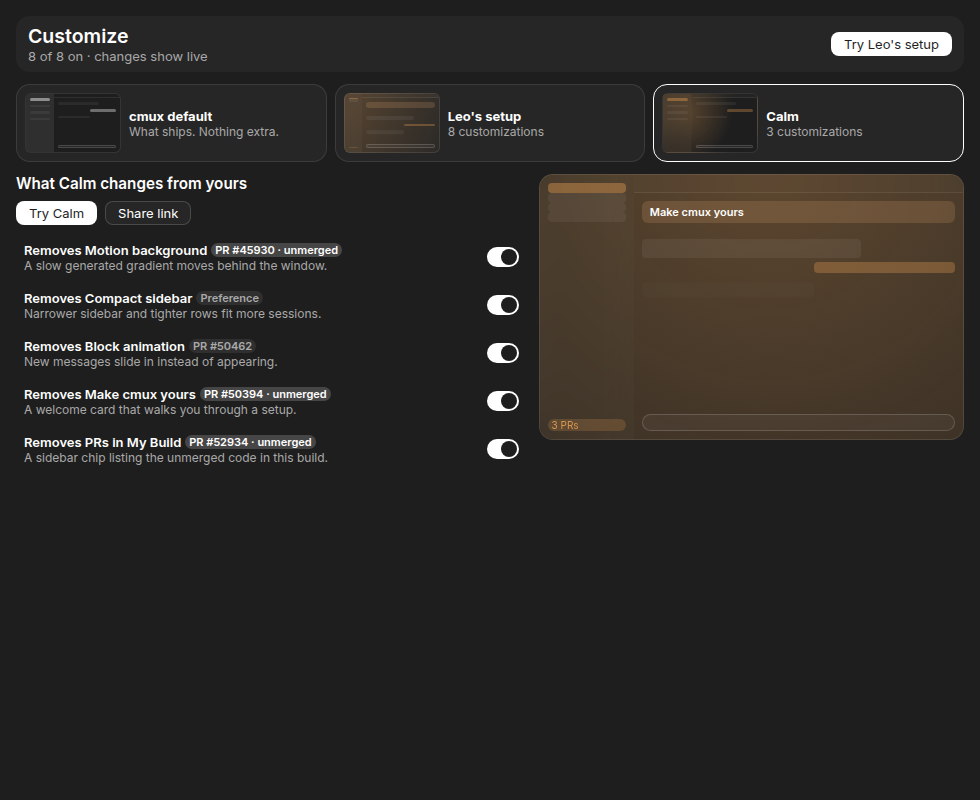 Customize
8 of 8 on · changes show live
Try Leo's setup
cmux default
What ships. Nothing extra.
Leo's setup
8 customizations
Calm
3 customizations
What Calm changes from yours
Try Calm
Share link
Removes Motion background PR #45930 · unmerged
A slow generated gradient moves behind the window.
Removes Compact sidebar Preference
Narrower sidebar and tighter rows fit more sessions.
Removes Block animation PR #50462
New messages slide in instead of appearing.
Removes Make cmux yours PR #50394 · unmerged
A welcome card that walks you through a setup.
Removes PRs in My Build PR #52934 · unmerged
A sidebar chip listing the unmerged code in this build.
Make cmux yours
3 PRs